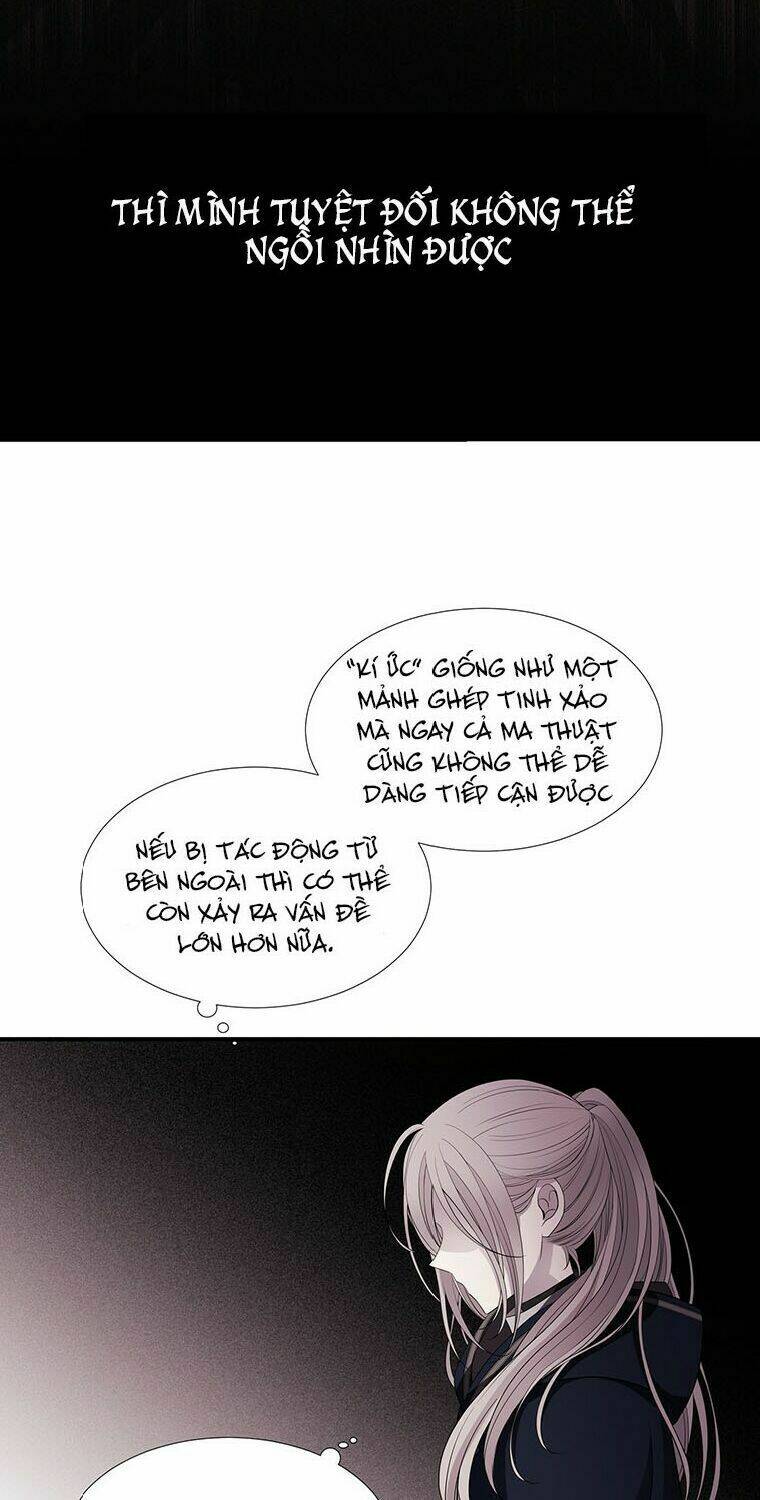 THÌ MÌNH TUYỆT ĐỐI KHÔNG THỂ
NGỒI NHÌN ĐƯỢC
"KÍ ỨC" GIỐNG NHƯ MỘT
MẢNH GHÉP TINH XẢO
MÀ NGAY CẢ MA THUẬT
CŨNG KHÔNG THỂ DỄ
DÀNG TIẾP CẬN ĐƯỢC
NẾU BỊ TÁC ĐỘNG TỪ
BÊN NGOÀI THÌ CÓ THỂ
CÒN XẢY RA VẤN ĐỀ
LỚN HƠN NỮA.